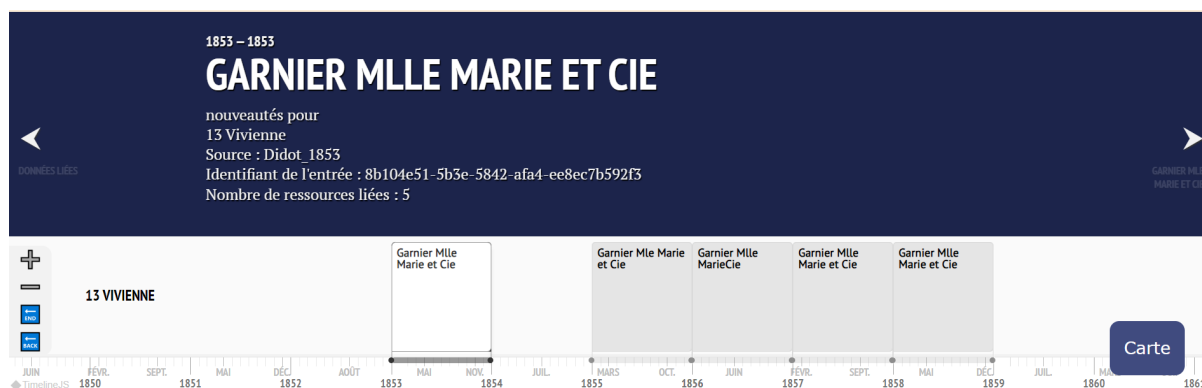 1853 – 1853
GARNIER MLLE MARIE ET CIE
nouveautés pour
13 Vivienne
Source : Didot_1853
Identifiant de l'entrée : 8b104e51-5b3e-5842-afa4-ee8ec7b592f3
Nombre de ressources liées : 5
DONNÉES LIÉES
GARNIER MLE
MARIE ET CIE
Garnier Mlle
Marie et Cie
Garnier Mle Marie
et Cie
Garnier Mlle
MarieCie
Garnier Mlle
Marie et Cie
Garnier Mlle
Marie et Cie
13 VIVIENNE
END
BACK
Carte
JUIN FÉVR. SEPT. MAI DÉC. AOÛT MAI NOV. JUIL. MARS OCT. JUIN FÉVR. SEPT. MAI DÉC. JUIL.
TimelineJS 1850 1851 1852 1853 1854 1855 1856 1857 1858 1859 1860